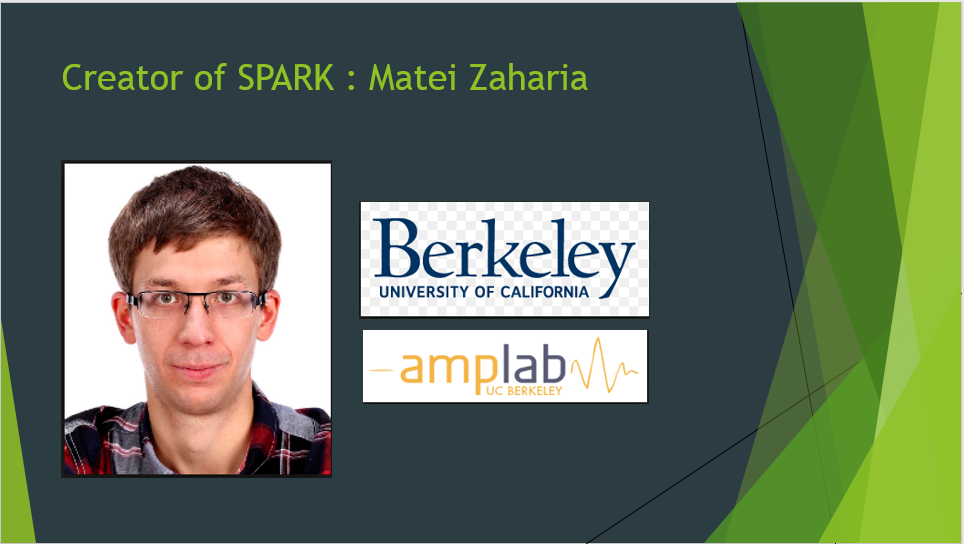 Creator of SPARK : Matei Zaharia
Berkeley
UNIVERSITY OF CALIFORNIA
amplab
UC BERKELEY